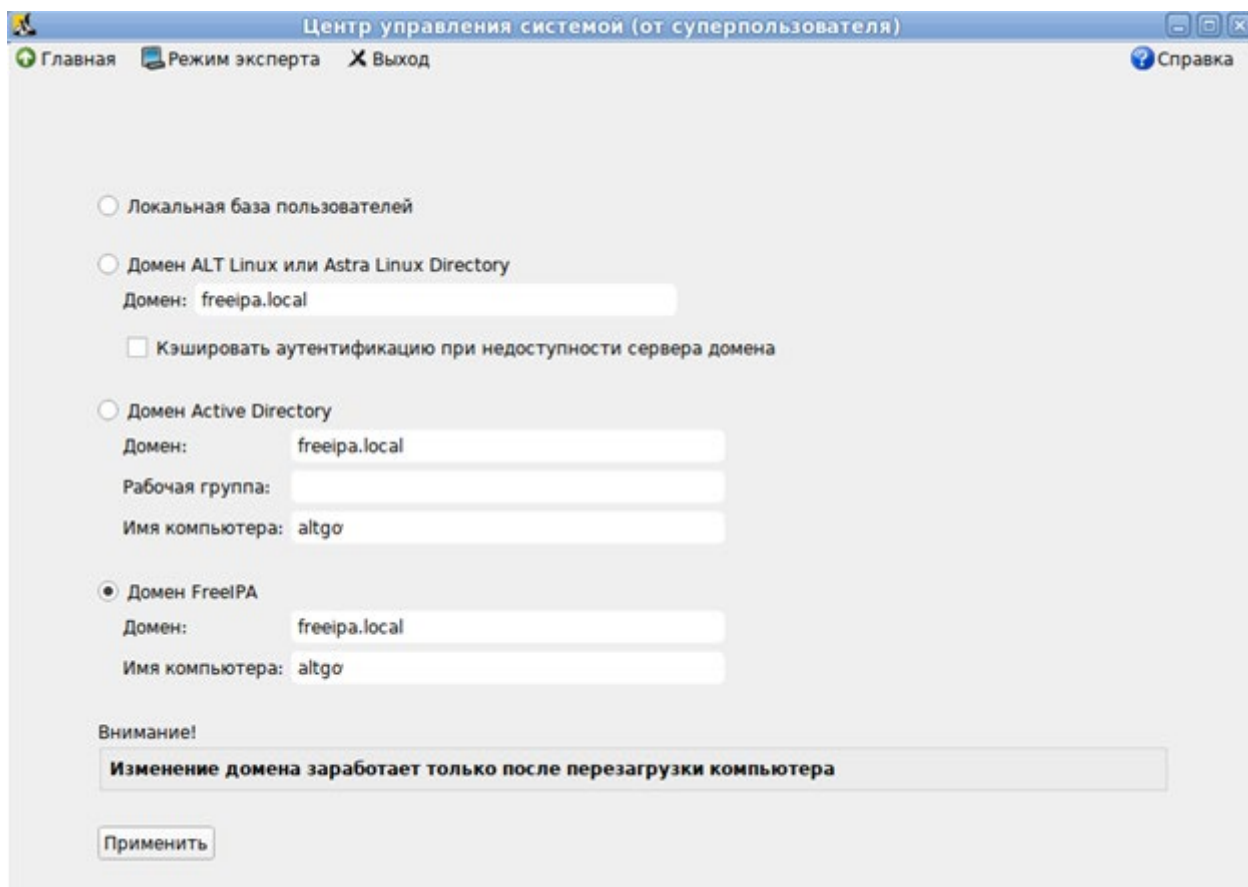 Центр управления системой (от суперпользователя)
Главная Режим эксперта Выход Справка
Локальная база пользователей
Домен ALT Linux или Astra Linux Directory
Домен: freeipa.local
Кэшировать аутентификацию при недоступности сервера домена
Домен Active Directory
Домен: freeipa.local
Рабочая группа:
Имя компьютера: altgo
Домен FreeIPA
Домен: freeipa.local
Имя компьютера: altgo
Внимание!
Изменение домена заработает только после перезагрузки компьютера
Применить